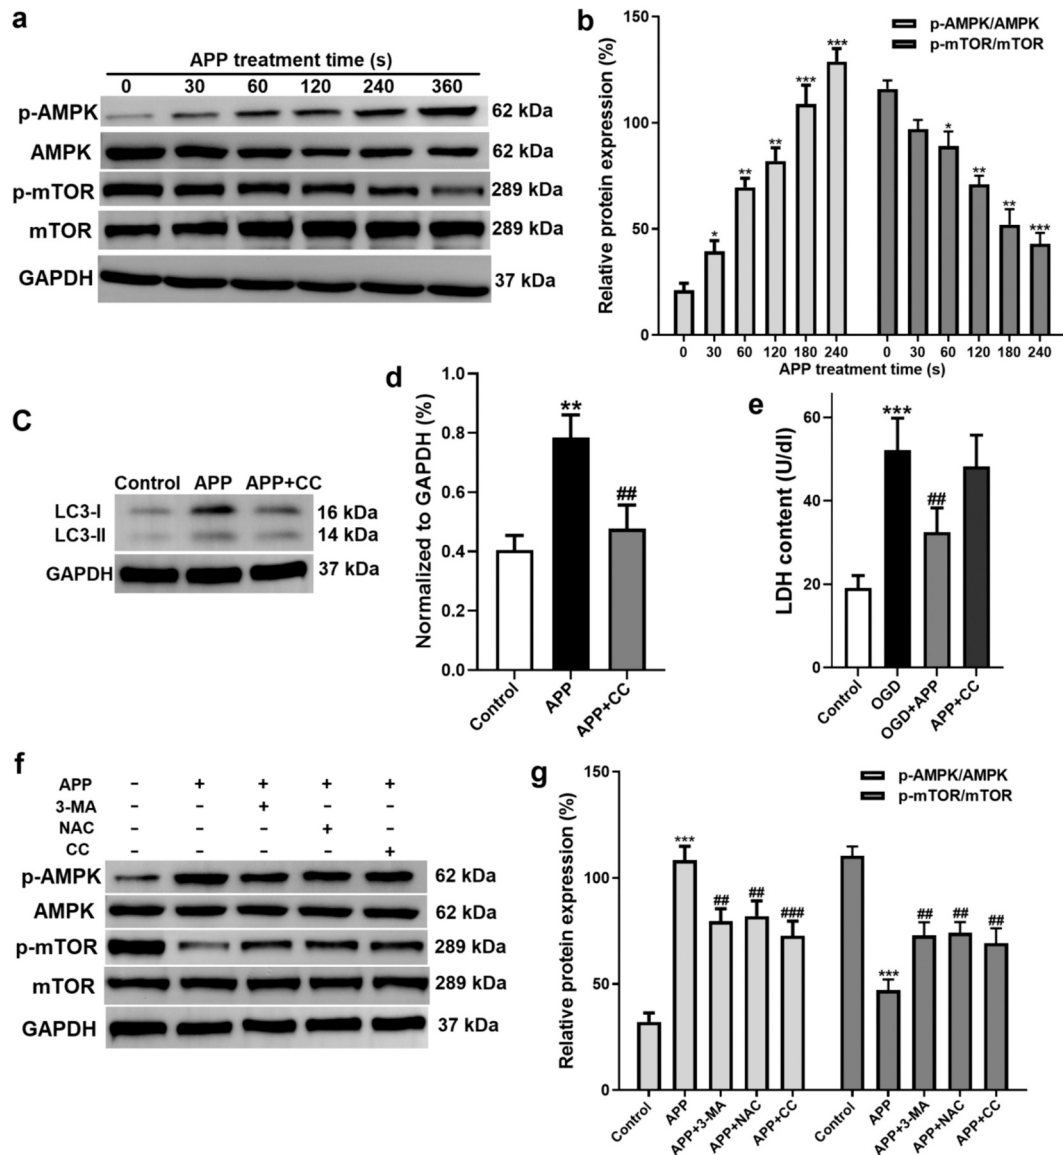 a
APP treatment time (s)
0 30 60 120 240 360
p-AMPK 62 kDa
AMPK 62 kDa
p-mTOR 289 kDa
mTOR 289 kDa
GAPDH 37 kDa
b
p-AMPK/AMPK
p-mTOR/mTOR
Relative protein expression (%)
150
100
50
0
* ** ** *** *** * ** ** ***
0 30 60 120 180 240 0 30 60 120 180 240
APP treatment time (s)
C
Control APP APP+CC
LC3-I 16 kDa
LC3-II 14 kDa
GAPDH 37 kDa
d
Normalized to GAPDH (%)
1.0
0.8
0.6
0.4
0.2
0.0
** ##
Control APP APP+CC
e
LDH content (U/dl)
60
40
20
0
*** ##
Control OGD OGD+APP APP+CC
f
APP - + + + +
3-MA - - + - -
NAC - - - + -
CC - - - - +
p-AMPK 62 kDa
AMPK 62 kDa
p-mTOR 289 kDa
mTOR 289 kDa
GAPDH 37 kDa
g
p-AMPK/AMPK
p-mTOR/mTOR
Relative protein expression (%)
150
100
50
0
*** ## ## ### *** ## ## ##
Control APP APP+3-MA APP+NAC APP+CC Control APP APP+3-MA APP+NAC APP+CC